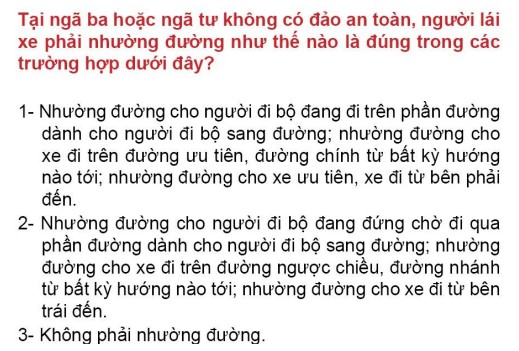 Tại ngã ba hoặc ngã tư không có đảo an toàn, người lái
xe phải nhường đường như thế nào là đúng trong các
trường hợp dưới đây?
1- Nhường đường cho người đi bộ đang đi trên phần đường
dành cho người đi bộ sang đường; nhường đường cho
xe đi trên đường ưu tiên, đường chính từ bất kỳ hướng
nào tới; nhường đường cho xe ưu tiên, xe đi từ bên phải
đến.
2- Nhường đường cho người đi bộ đang đứng chờ đi qua
phần đường dành cho người đi bộ sang đường; nhường
đường cho xe đi trên đường ngược chiều, đường nhánh
từ bất kỳ hướng nào tới; nhường đường cho xe đi từ bên
trái đến.
3- Không phải nhường đường.